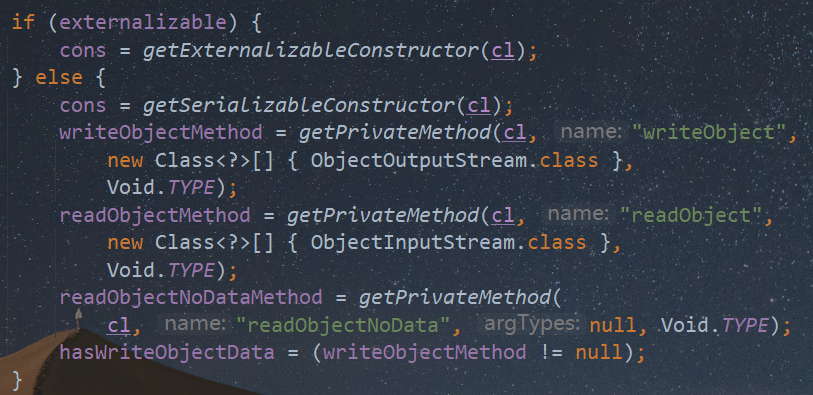 if (externalizable) {
    cons = getExternalizableConstructor(cl);
} else {
    cons = getSerializableConstructor(cl);
    writeObjectMethod = getPrivateMethod(cl, name: "writeObject",
        new Class<?>[] { ObjectOutputStream.class },
        Void.TYPE);
    readObjectMethod = getPrivateMethod(cl, name: "readObject",
        new Class<?>[] { ObjectInputStream.class },
        Void.TYPE);
    readObjectNoDataMethod = getPrivateMethod(
        cl, name: "readObjectNoData", argTypes: null, Void.TYPE);
    hasWriteObjectData = (writeObjectMethod != null);
}